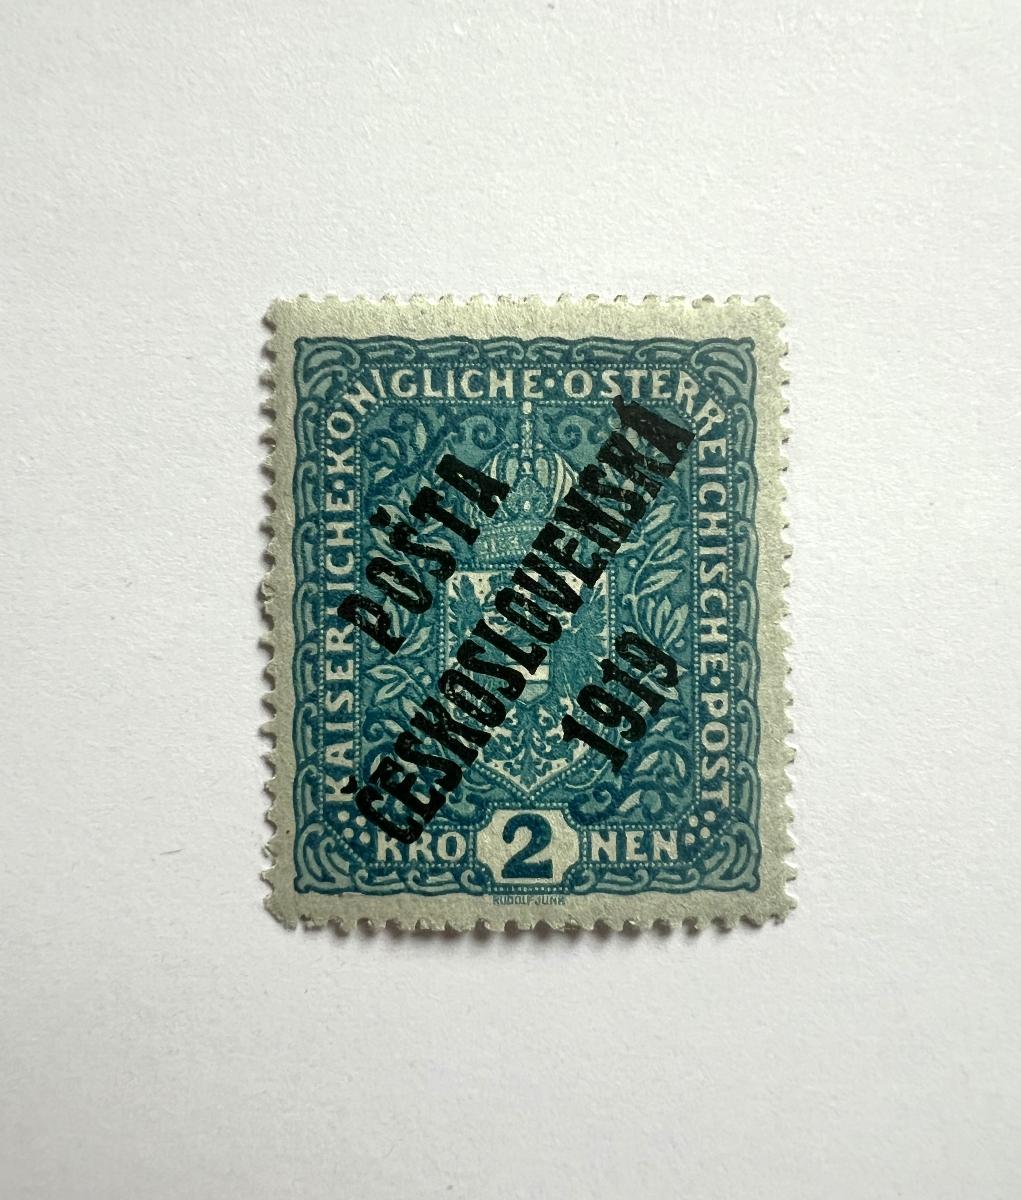 KAISERLICHE·KÖNIGLICHE·ÖSTERREICHISCHE·POST
POŠTA
ČESKOSLOVENSKÁ
1919
KRO 2 NEN
RUDOLF·JUNK